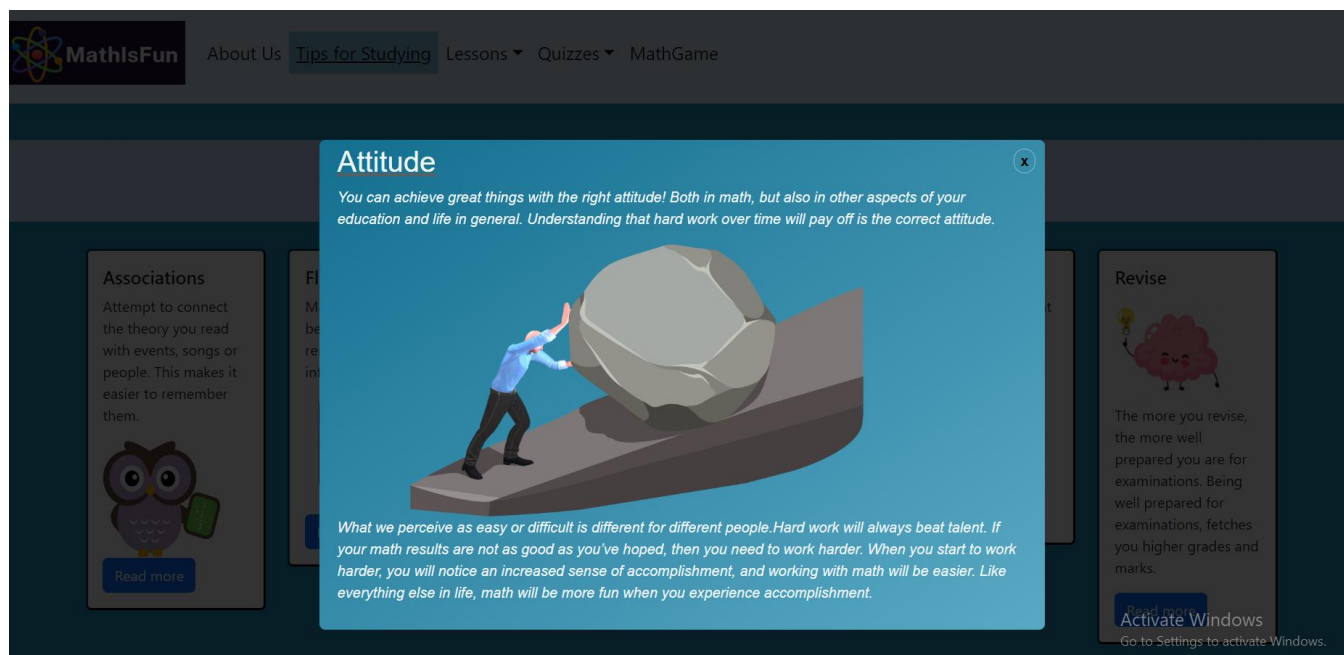 MathIsFun
About Us Tips for Studying Lessons Quizzes MathGame
Attitude
x
You can achieve great things with the right attitude! Both in math, but also in other aspects of your
education and life in general. Understanding that hard work over time will pay off is the correct attitude.
What we perceive as easy or difficult is different for different people.Hard work will always beat talent. If
your math results are not as good as you've hoped, then you need to work harder. When you start to work
harder, you will notice an increased sense of accomplishment, and working with math will be easier. Like
everything else in life, math will be more fun when you experience accomplishment.
Associations
Attempt to connect
the theory you read
with events, songs or
people. This makes it
easier to remember
them.
Read more
Revise
The more you revise,
the more well
prepared you are for
examinations. Being
well prepared for
examinations, fetches
you higher grades and
marks.
Read more
Activate Windows
Go to Settings to activate Windows.